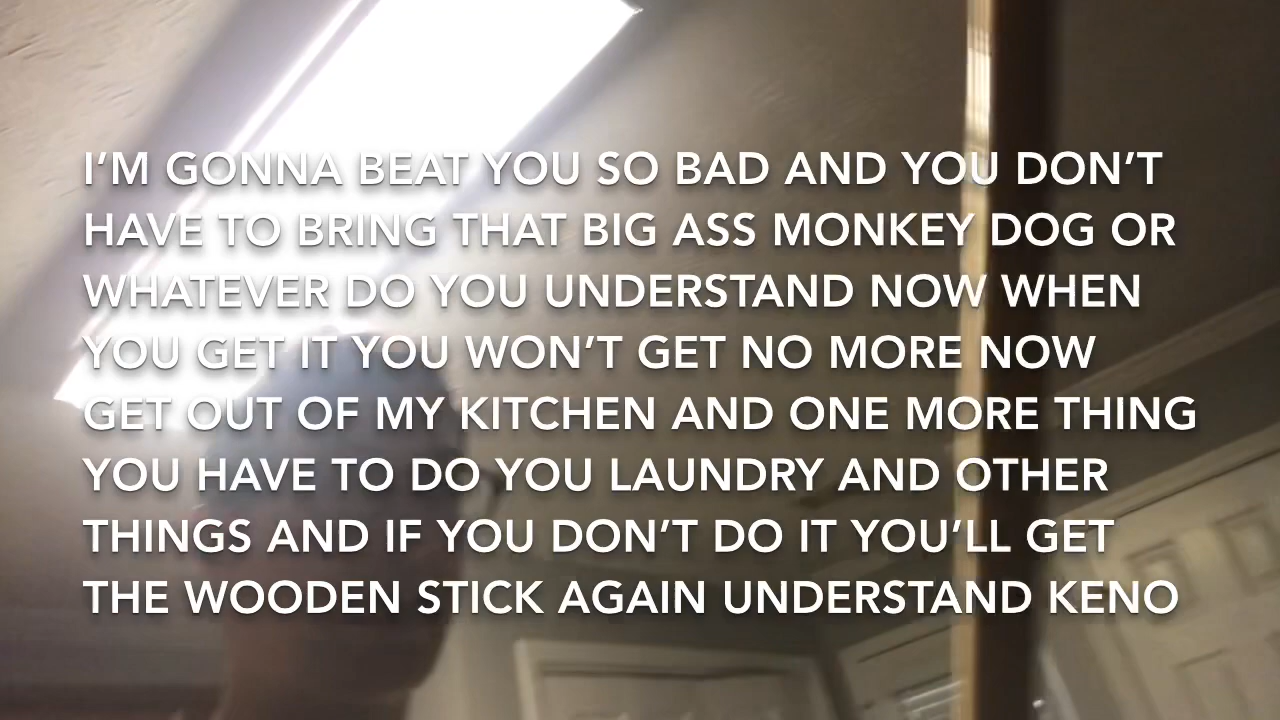 I'M GONNA BEAT YOU SO BAD AND YOU DON'T
HAVE TO BRING THAT BIG ASS MONKEY DOG OR
WHATEVER DO YOU UNDERSTAND NOW WHEN
YOU GET IT YOU WON'T GET NO MORE NOW
GET OUT OF MY KITCHEN AND ONE MORE THING
YOU HAVE TO DO YOU LAUNDRY AND OTHER
THINGS AND IF YOU DON'T DO IT YOU'LL GET
THE WOODEN STICK AGAIN UNDERSTAND KENO